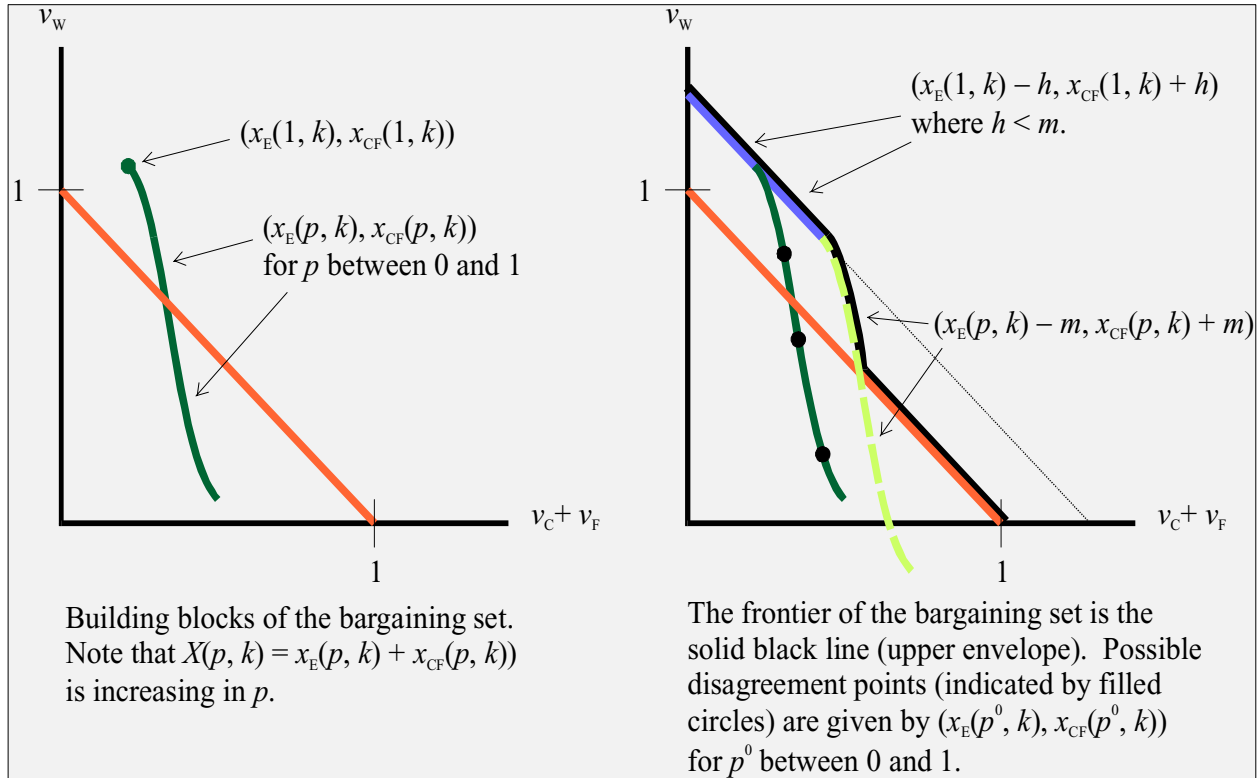 v_W
(x_E(1, k), x_CF(1, k))
1
(x_E(p, k), x_CF(p, k))
for p between 0 and 1
v_C + v_F
1
Building blocks of the bargaining set.
Note that X(p, k) = x_E(p, k) + x_CF(p, k))
is increasing in p.
v_W
(x_E(1, k) – h, x_CF(1, k) + h)
where h < m.
1
(x_E(p, k) – m, x_CF(p, k) + m)
v_C + v_F
1
The frontier of the bargaining set is the
solid black line (upper envelope). Possible
disagreement points (indicated by filled
circles) are given by (x_E(p^0, k), x_CF(p^0, k))
for p^0 between 0 and 1.